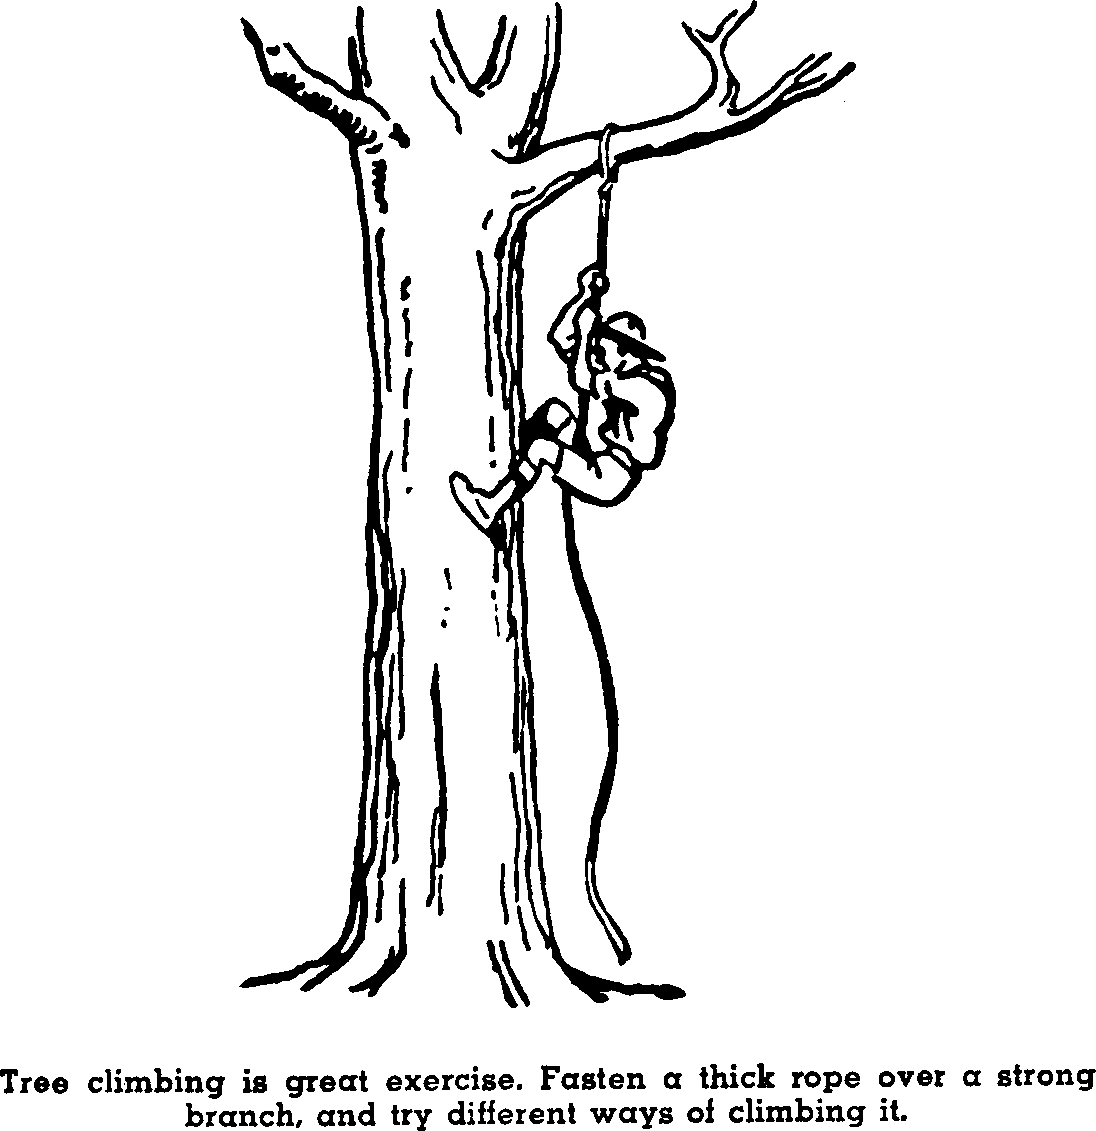 Tree climbing is great exercise. Fasten a thick rope over a strong
branch, and try different ways of climbing it.